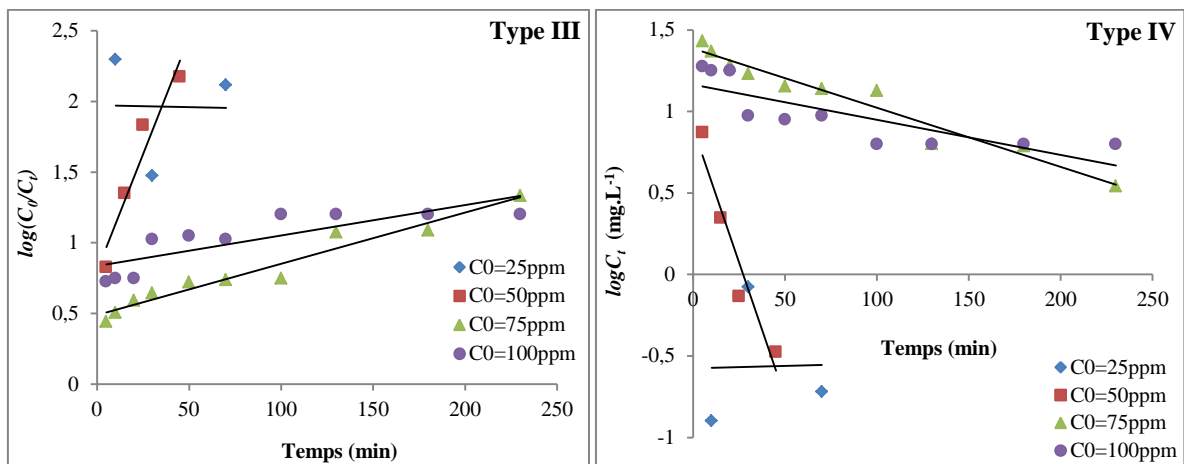 Type III
2,5
2
1,5
1
0,5
0
0 50 100 150 200 250
log(C₀/Cₜ)
Temps (min)
C0=25ppm
C0=50ppm
C0=75ppm
C0=100ppm
Type IV
1,5
1
0,5
0
-0,5
-1
0 50 100 150 200 250
logCₜ (mg.L⁻¹)
Temps (min)
C0=25ppm
C0=50ppm
C0=75ppm
C0=100ppm